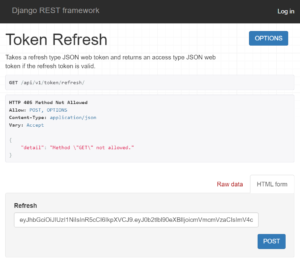 Django REST framework
Log in
Token Refresh
OPTIONS
Takes a refresh type JSON web token and returns an access type JSON web
token if the refresh token is valid.
GET /api/v1/token/refresh/
HTTP 405 Method Not Allowed
Allow: POST, OPTIONS
Content-Type: application/json
Vary: Accept
{
"detail": "Method \"GET\" not allowed."
}
Raw data
HTML form
Refresh
POST